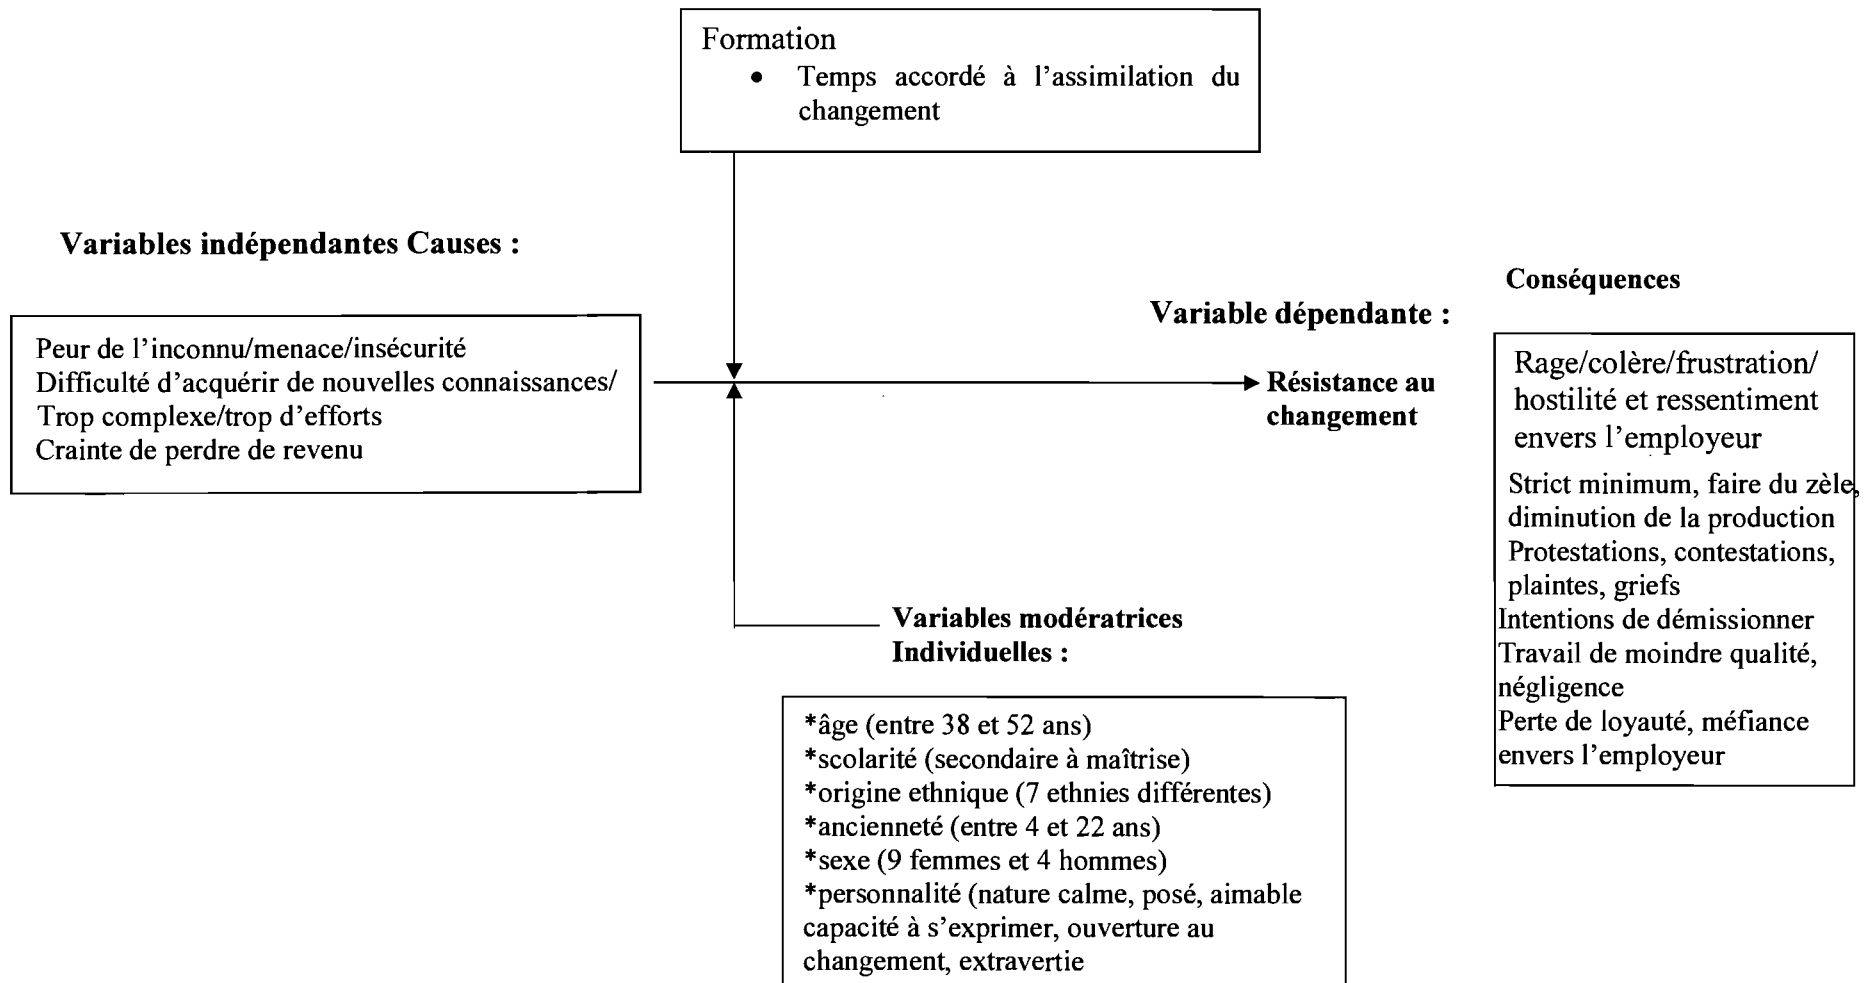 Formation
• Temps accordé à l'assimilation du
changement
Variables indépendantes Causes :
Peur de l'inconnu/menace/insécurité
Difficulté d'acquérir de nouvelles connaissances/
Trop complexe/trop d'efforts
Crainte de perdre de revenu
Variable dépendante :
Résistance au
changement
Conséquences
Rage/colère/frustration/
hostilité et ressentiment
envers l'employeur
Strict minimum, faire du zèle,
diminution de la production
Protestations, contestations,
plaintes, griefs
Intentions de démissionner
Travail de moindre qualité,
négligence
Perte de loyauté, méfiance
envers l'employeur
Variables modératrices
Individuelles :
*âge (entre 38 et 52 ans)
*scolarité (secondaire à maîtrise)
*origine ethnique (7 ethnies différentes)
*ancienneté (entre 4 et 22 ans)
*sexe (9 femmes et 4 hommes)
*personnalité (nature calme, posé, aimable
capacité à s'exprimer, ouverture au
changement, extravertie